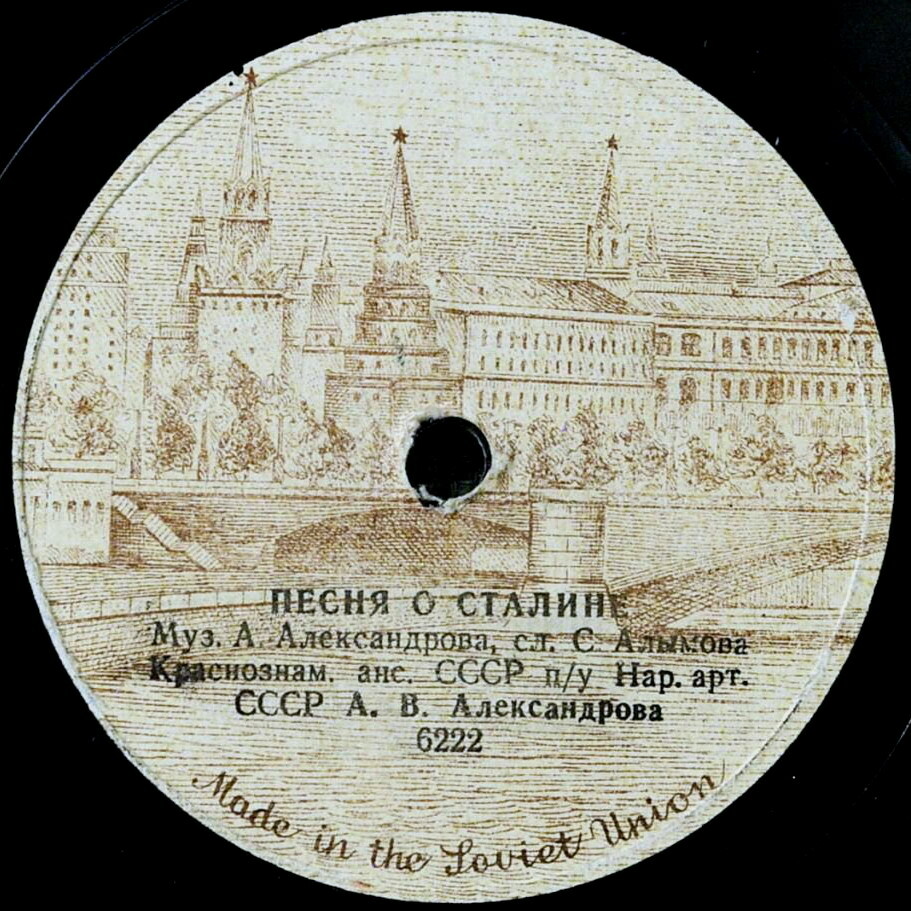 ПЕСНЯ О СТАЛИНЕ
Муз. А. Александрова, сл. С. Алымова
Краснознам. анс. СССР п/у Нар. арт.
СССР А. В. Александрова
6222
Made in the Soviet Union